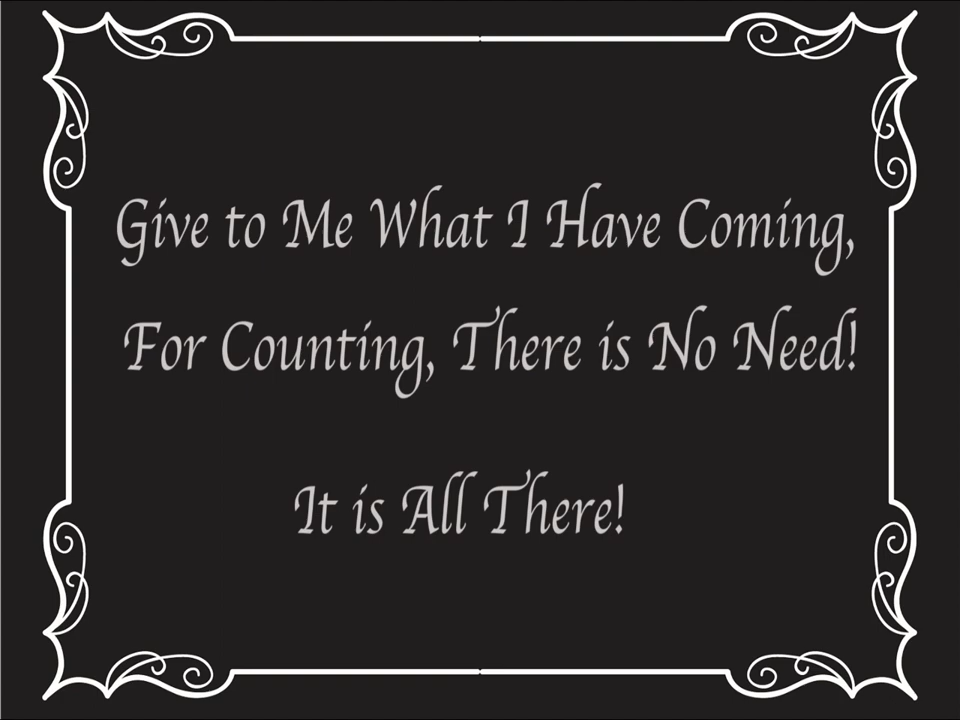 Give to Me What I Have Coming,
For Counting, There is No Need!
It is All There!